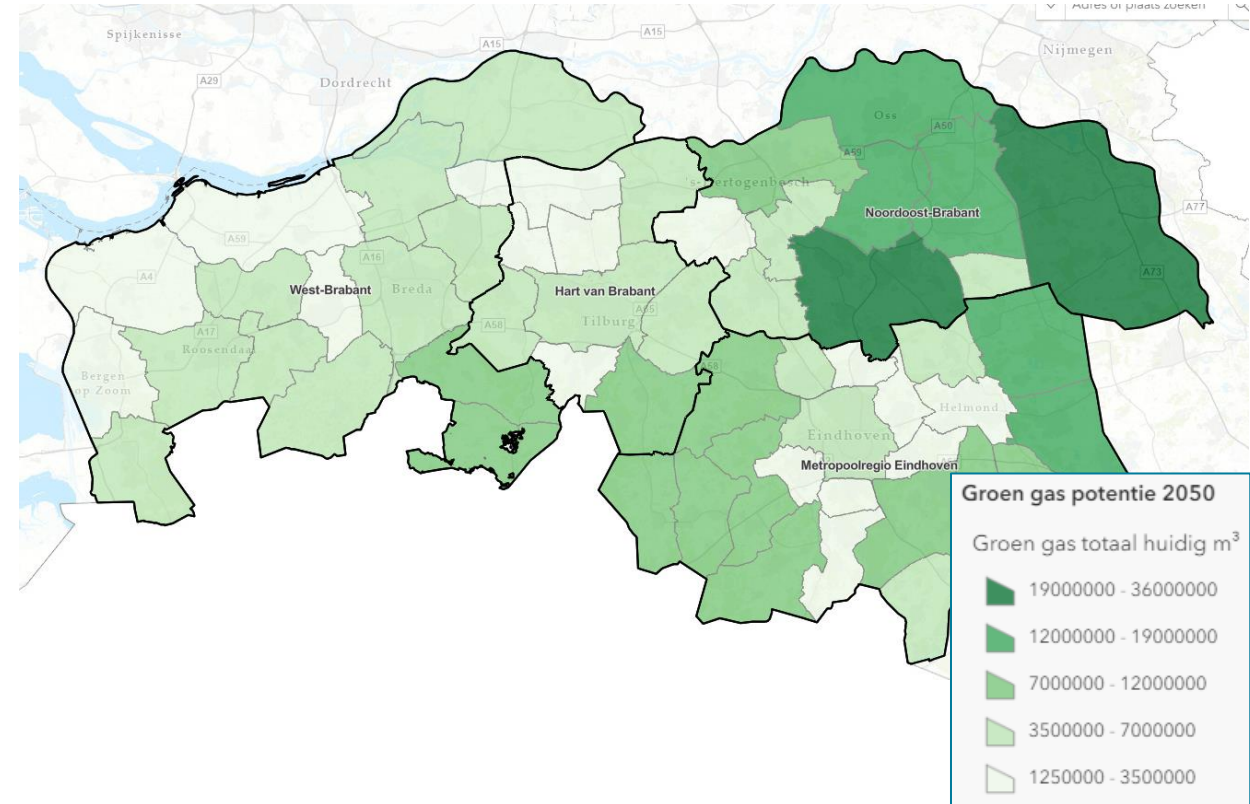 Adres of plaats zoeken
Spijkenisse
A15
A15
Nijmegen
A29
Dordrecht
Oss
A50
A59
's-Hertogenbosch
A77
Noordoost-Brabant
A59
A16
A4
A73
West-Brabant
Breda
Hart van Brabant
A65
A17
A58
Tilburg
Roosendaal
A58
Bergen
op Zoom
Helmond
Eindhoven
Metropoolregio Eindhoven
Groen gas potentie 2050
Groen gas totaal huidig m³
19000000 - 36000000
12000000 - 19000000
7000000 - 12000000
3500000 - 7000000
1250000 - 3500000